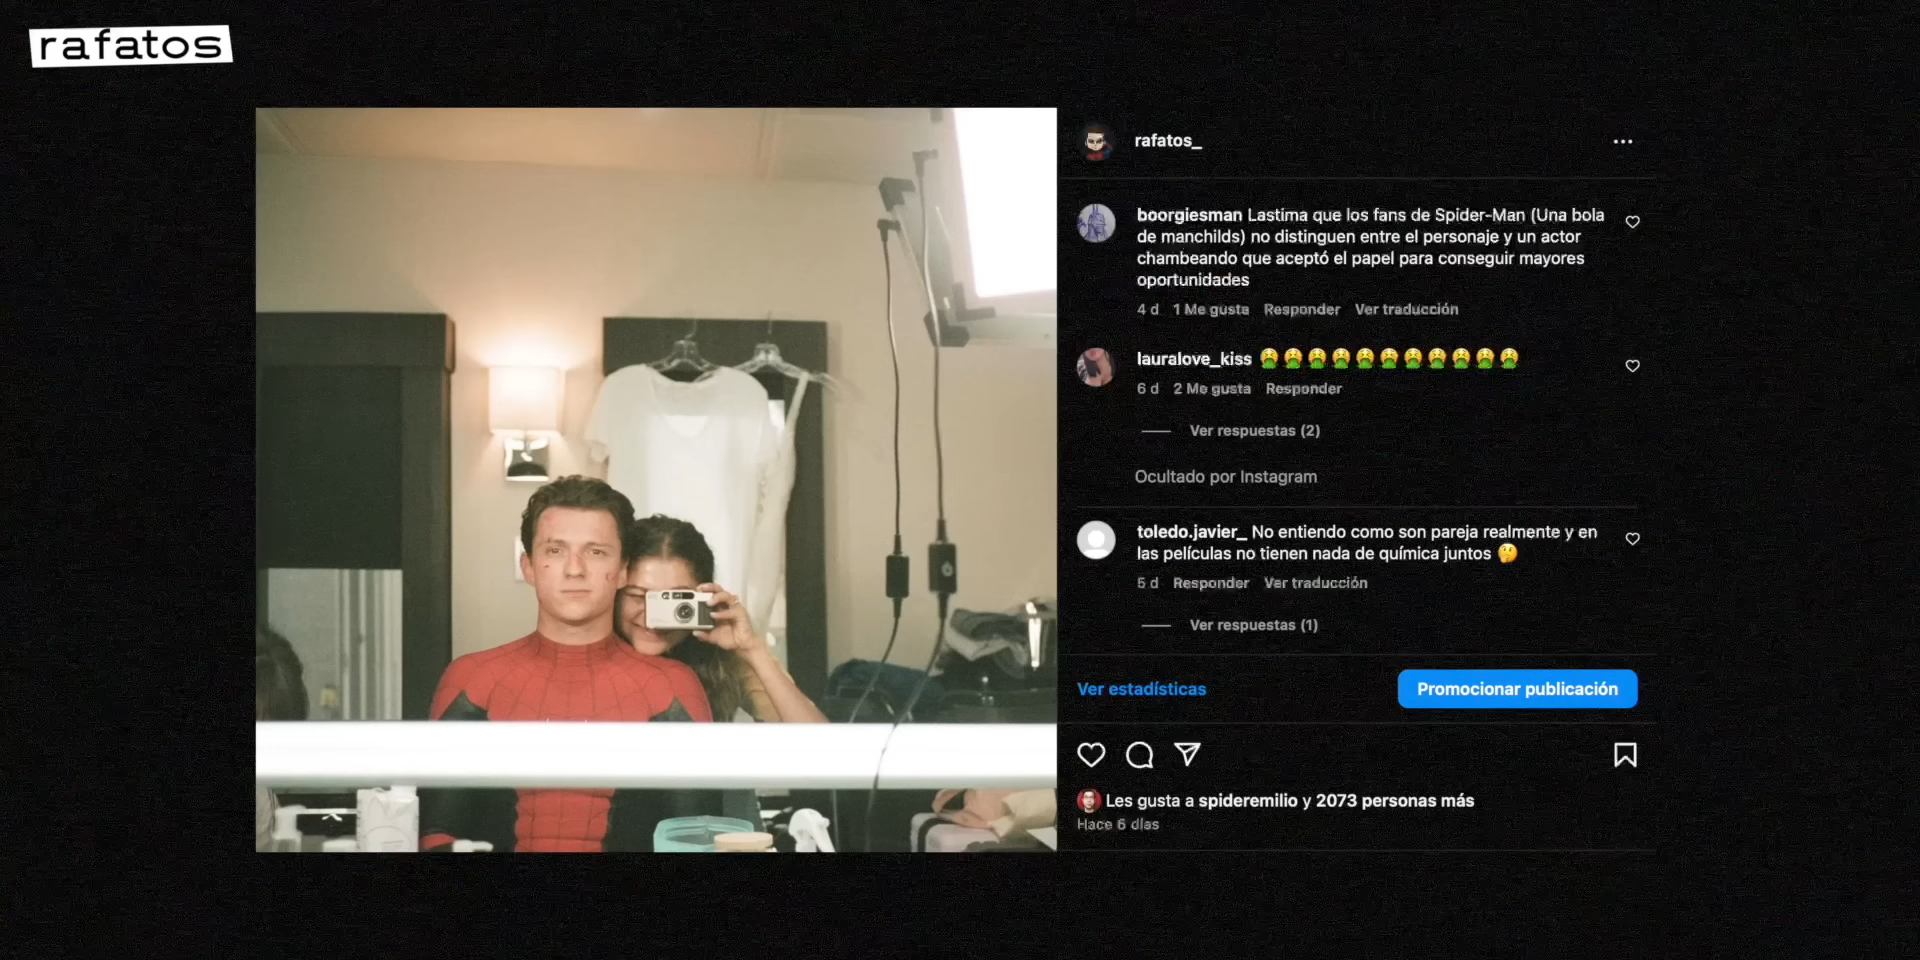 rafatos
rafatos_
boorgiesman Lastima que los fans de Spider-Man (Una bola
de manchilds) no distinguen entre el personaje y un actor
chambeando que aceptó el papel para conseguir mayores
oportunidades
4 d 1 Me gusta Responder Ver traducción
lauralove_kiss 🤮🤮🤮🤮🤮🤮🤮🤮🤮🤮🤮
6 d 2 Me gusta Responder
Ver respuestas (2)
Ocultado por Instagram
toledo.javier_ No entiendo como son pareja realmente y en
las películas no tienen nada de química juntos 🤔
5 d Responder Ver traducción
Ver respuestas (1)
Ver estadísticas
Promocionar publicación
Les gusta a spideremilio y 2073 personas más
Hace 6 días